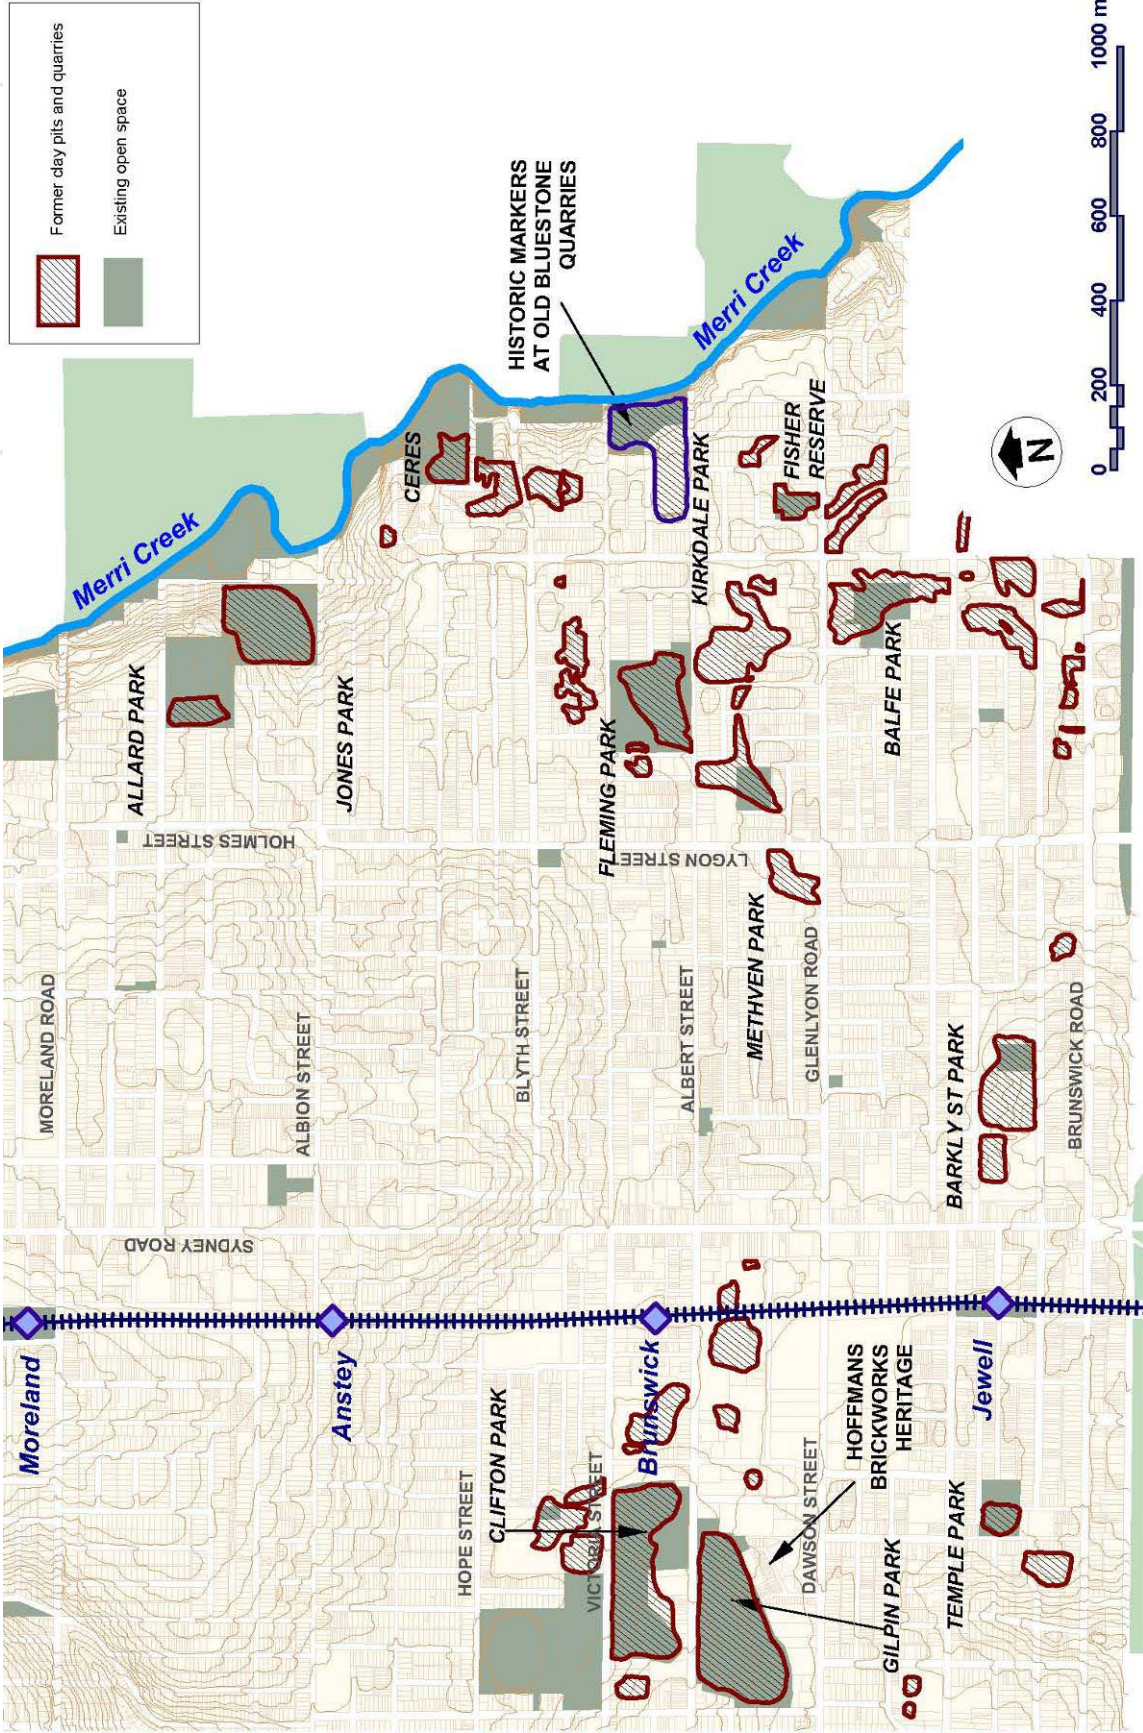 Former day pits and quarries
Existing open space
1000 m
800
600
400
200
0
N
HISTORIC MARKERS
AT OLD BLUESTONE
QUARRIES
Merri Creek
Merri Creek
CERES
KIRKDALE PARK
FISHER
RESERVE
ALLARD PARK
JONES PARK
FLEMING PARK
BALFE PARK
HOLMES STREET
LYGON STREET
METHVEN PARK
MORELAND ROAD
ALBION STREET
BLYTH STREET
ALBERT STREET
GLENLYON ROAD
BARKLY ST PARK
BRUNSWICK ROAD
SYDNEY ROAD
Moreland
Anstey
Brunswick
Jewell
HOPE STREET
CLIFTON PARK
VICTORIA STREET
DAWSON STREET
HOFFMANS
BRICKWORKS
HERITAGE
GILPIN PARK
TEMPLE PARK